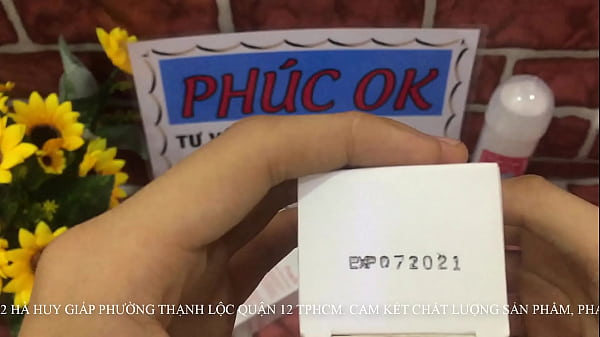 PHÚC OK
TƯ
EXP072021
2 HÀ HUY GIÁP PHƯỜNG THẠNH LỘC QUẬN 12 TPHCM. CAM KẾT CHẤT LƯỢNG SẢN PHẨM, PHA